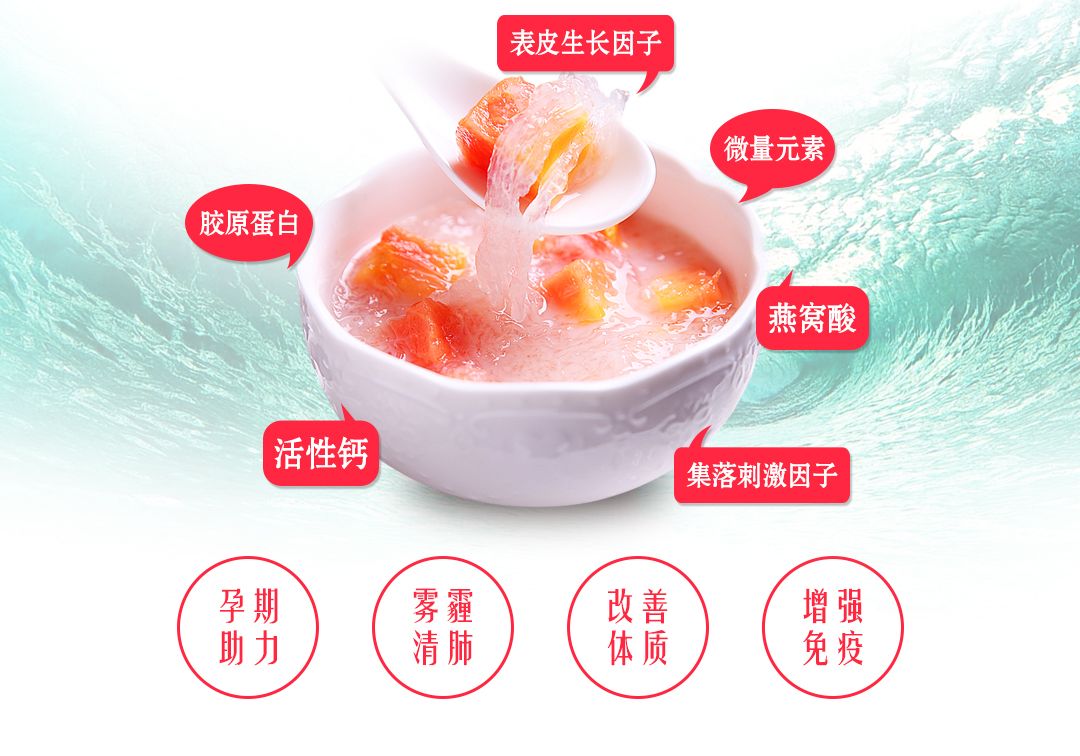 表皮生长因子
微量元素
胶原蛋白
燕窝酸
活性钙
集落刺激因子
孕期
助力
雾霾
清肺
改善
体质
增强
免疫